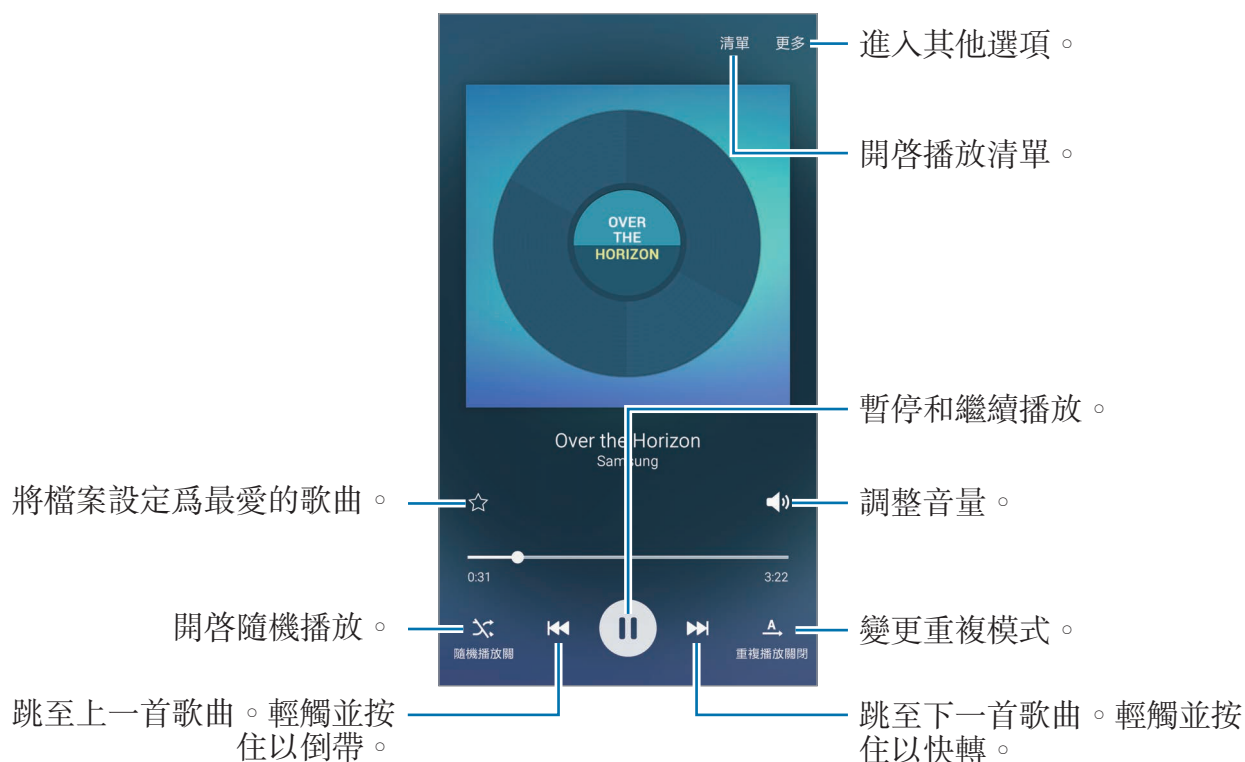 清單 更多
進入其他選項。
開啓播放清單。
OVER
THE
HORIZON
暫停和繼續播放。
Over the Horizon
Samsung
將檔案設定爲最愛的歌曲。
調整音量。
0:31 3:22
開啓隨機播放。
A
變更重複模式。
隨機播放關 重複播放關閉
跳至上一首歌曲。輕觸並按
住以倒帶。
跳至下一首歌曲。輕觸並按
住以快轉。